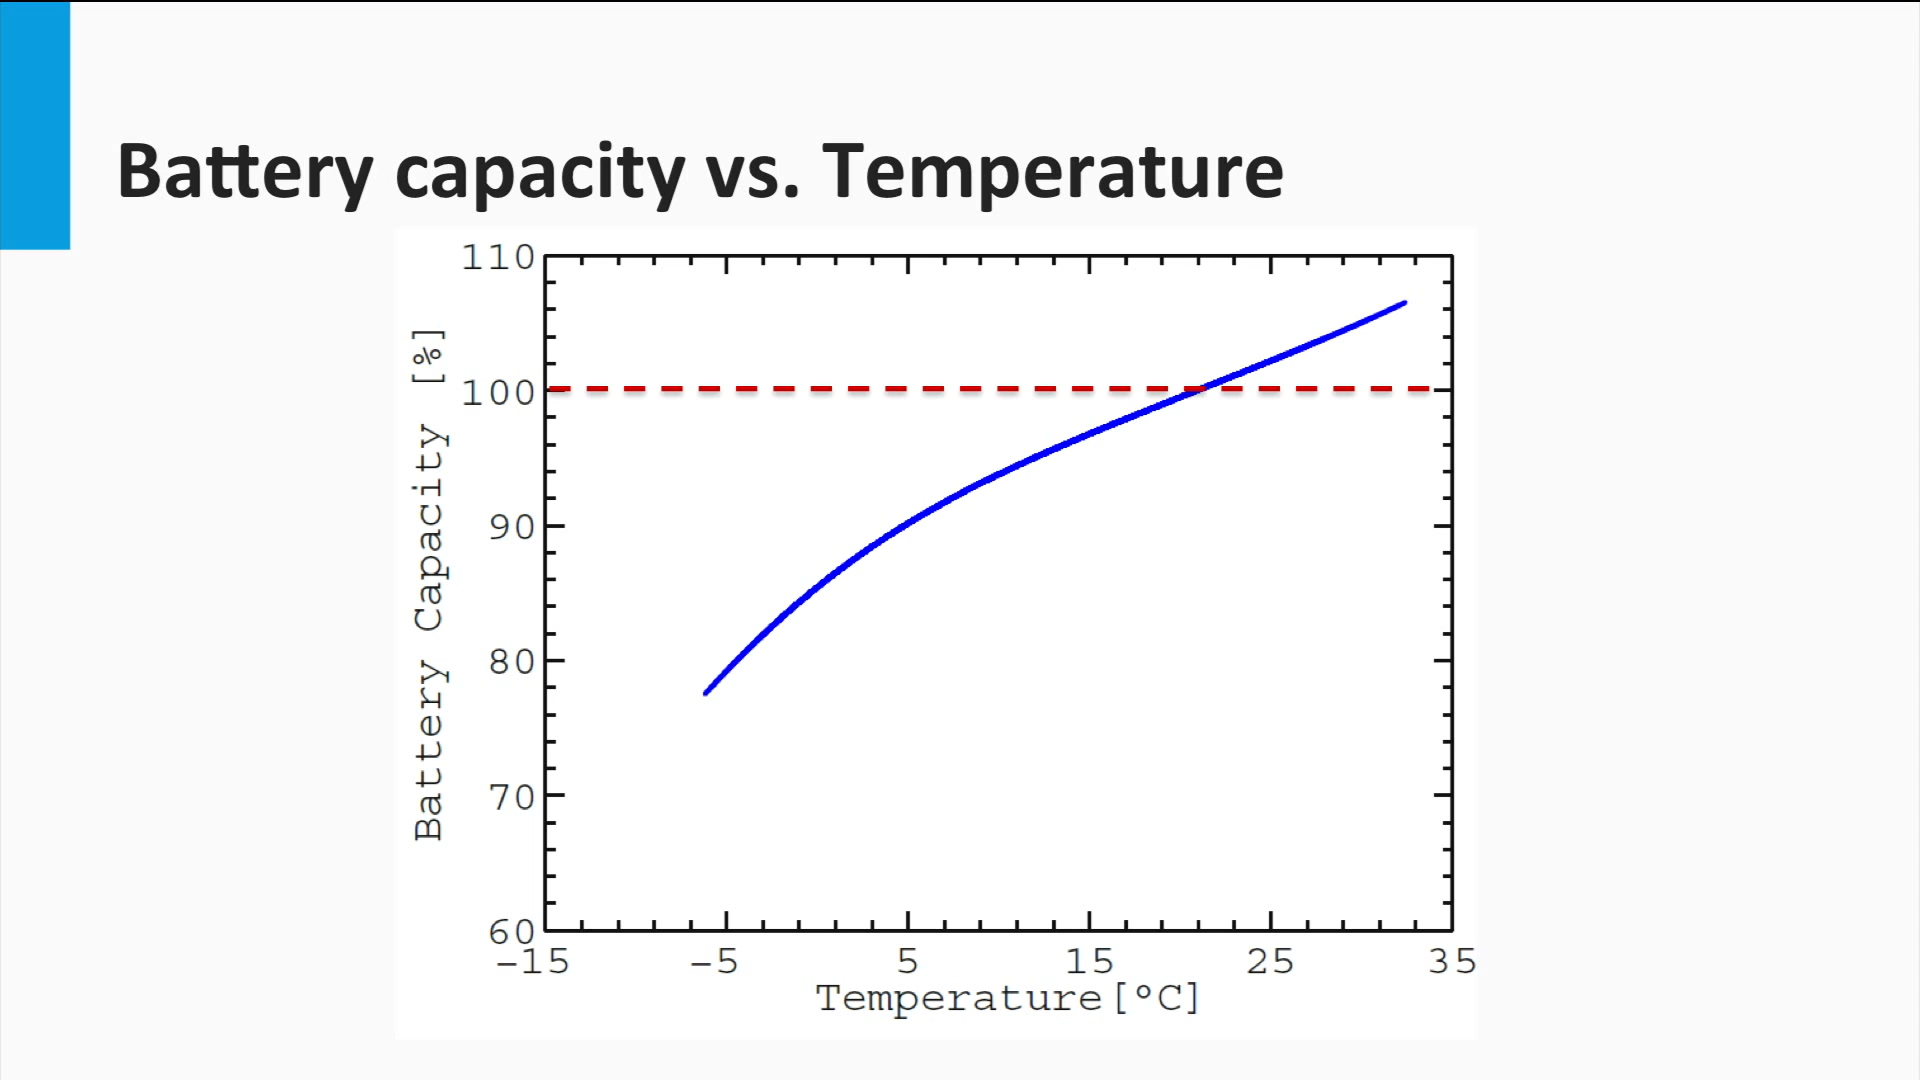 Battery capacity vs. Temperature
110
100
90
80
70
60
Battery Capacity [%]
−15 −5 5 15 25 35
Temperature[°C]